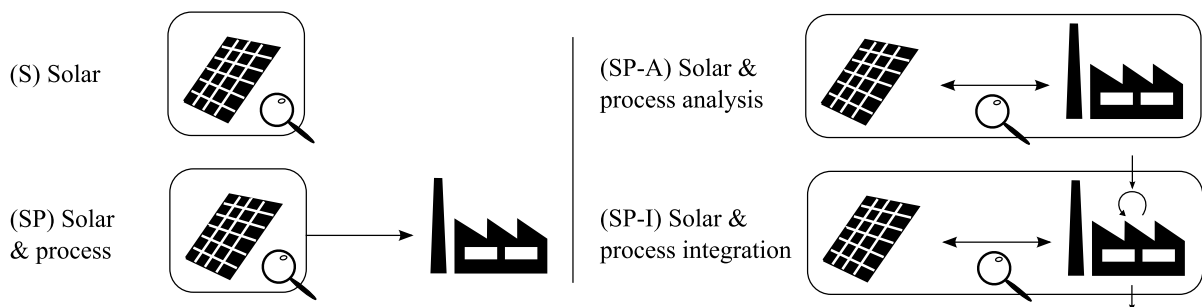 (S) Solar
(SP) Solar
& process
(SP-A) Solar &
process analysis
(SP-I) Solar &
process integration